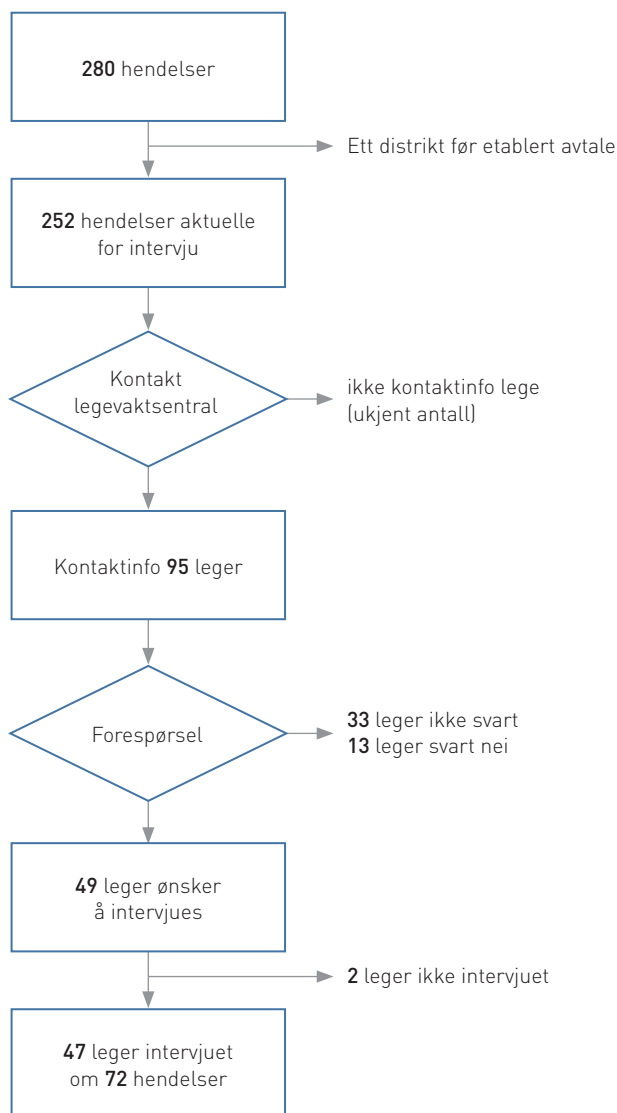 280 hendelser
Ett distrikt før etablert avtale
252 hendelser aktuelle
for intervju
Kontakt
legevaktsentral
ikke kontaktinfo lege
(ukjent antall)
Kontaktinfo 95 leger
Forespørsel
33 leger ikke svart
13 leger svart nei
49 leger ønsker
å intervjues
2 leger ikke intervjuet
47 leger intervjuet
om 72 hendelser